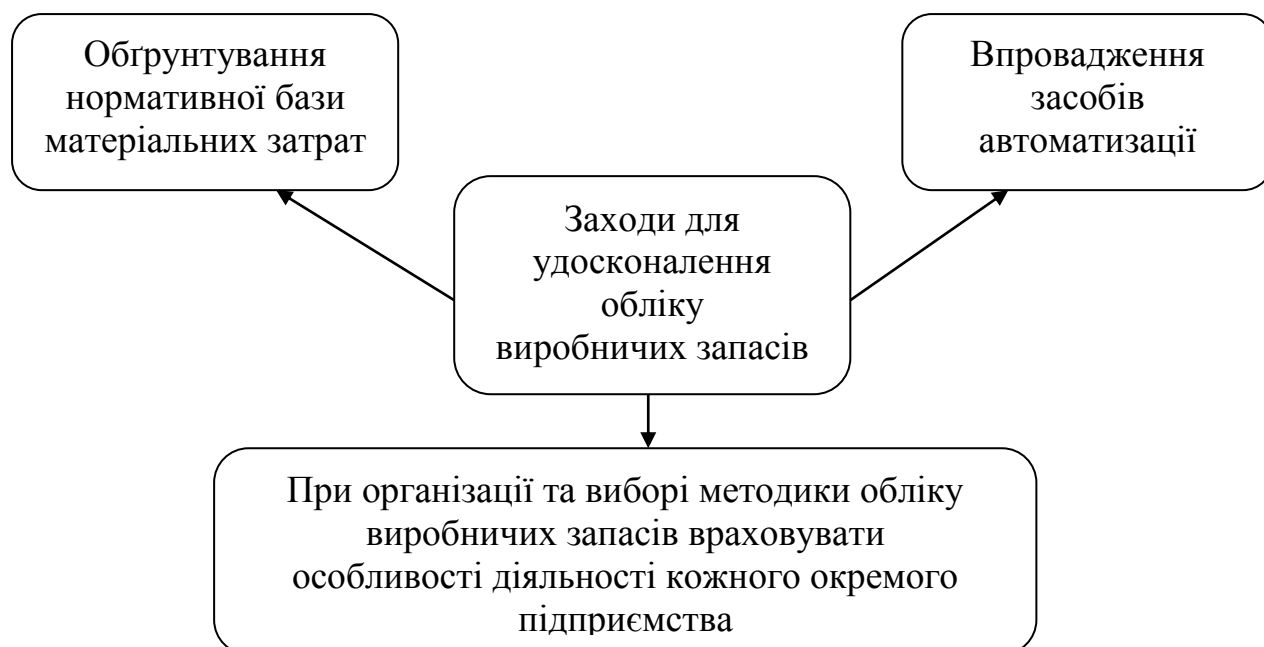 Обґрунтування
нормативної бази
матеріальних затрат
Впровадження
засобів
автоматизації
Заходи для
удосконалення
обліку
виробничих запасів
При організації та виборі методики обліку
виробничих запасів враховувати
особливості діяльності кожного окремого
підприємства